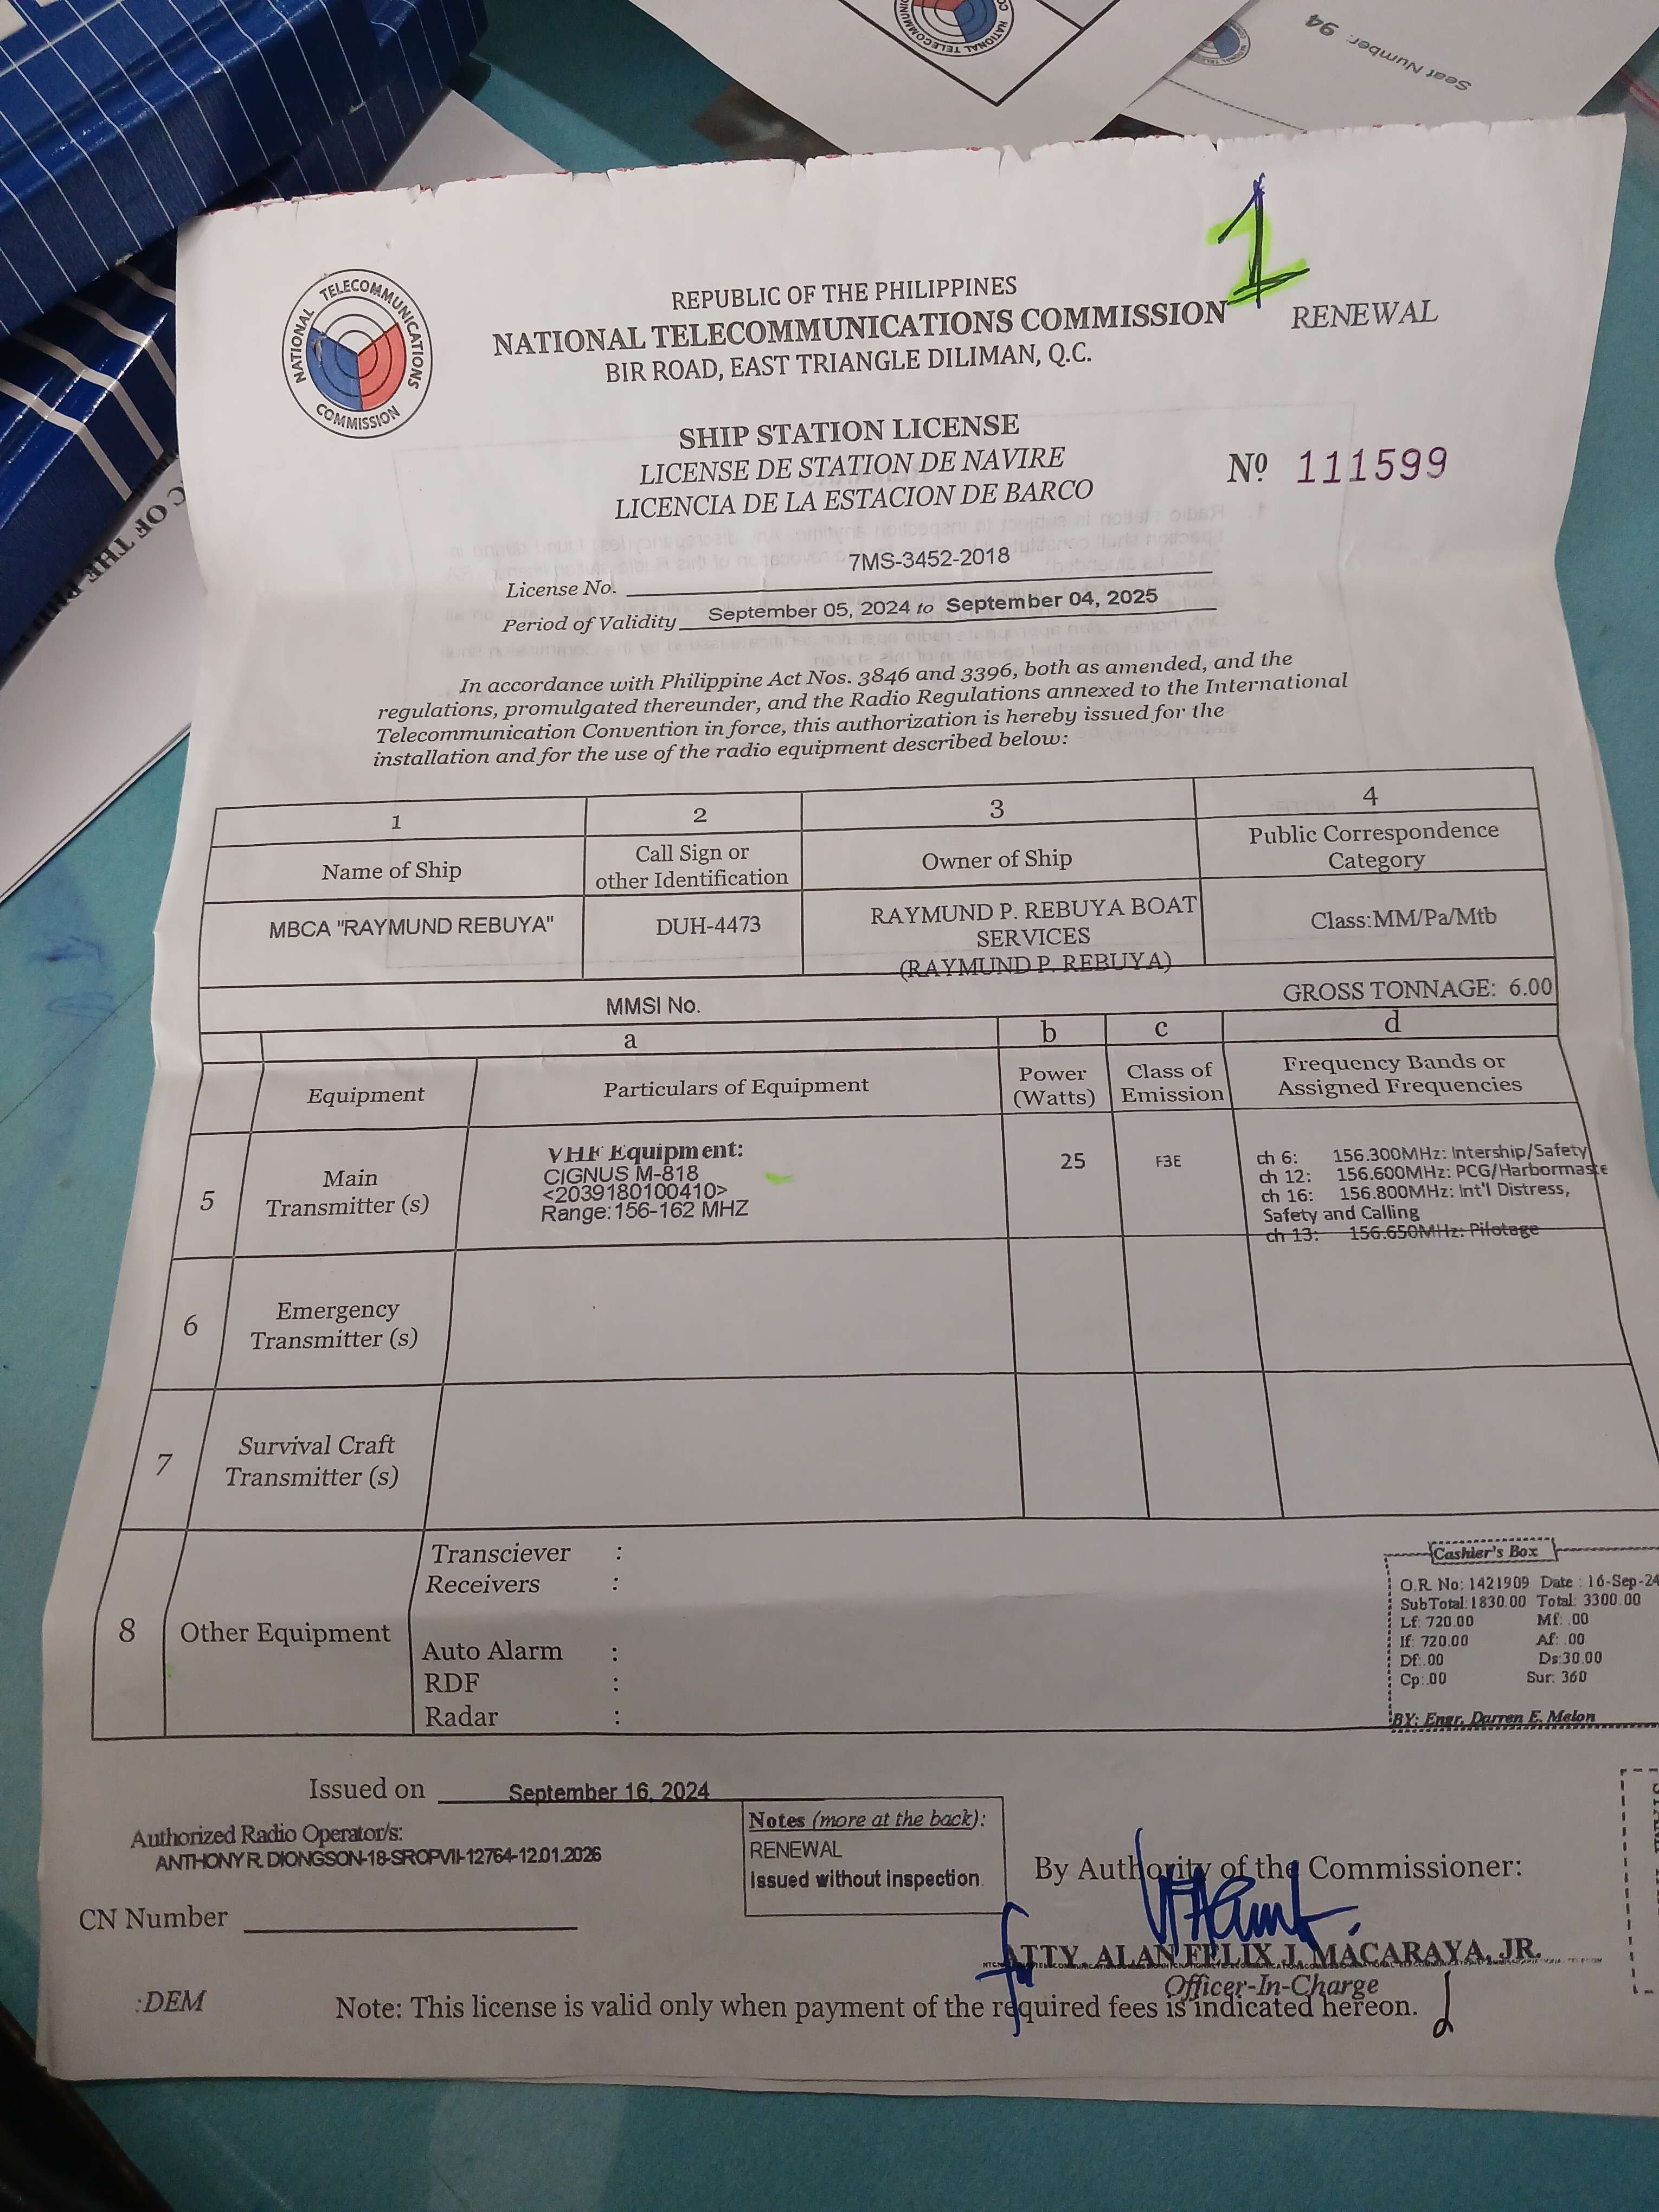 Seat Number: 94
REPUBLIC OF THE PHILIPPINES
NATIONAL TELECOMMUNICATIONS COMMISSION
BIR ROAD, EAST TRIANGLE DILIMAN, Q.C.
1
RENEWAL
NATIONAL TELECOMMUNICATIONS COMMISSION
SHIP STATION LICENSE
LICENSE DE STATION DE NAVIRE
LICENCIA DE LA ESTACION DE BARCO
Nº 111599
License No. 7MS-3452-2018
Period of Validity September 05, 2024 to September 04, 2025
In accordance with Philippine Act Nos. 3846 and 3396, both as amended, and the
regulations, promulgated thereunder, and the Radio Regulations annexed to the International
Telecommunication Convention in force, this authorization is hereby issued for the
installation and for the use of the radio equipment described below:
1 2 3 4
Name of Ship
Call Sign or
other Identification
Owner of Ship
Public Correspondence
Category
MBCA "RAYMUND REBUYA"
DUH-4473
RAYMUND P. REBUYA BOAT
SERVICES
(RAYMUND P. REBUYA)
Class:MM/Pa/Mtb
MMSI No.
GROSS TONNAGE: 6.00
a b c d
Equipment
Particulars of Equipment
Power
(Watts)
Class of
Emission
Frequency Bands or
Assigned Frequencies
5
Main
Transmitter (s)
VHF Equipment:
CIGNUS M-818
<2039180100410>
Range:156-162 MHZ
25
F3E
ch 6: 156.300MHz: Intership/Safety
ch 12: 156.600MHz: PCG/Harbormaste
ch 16: 156.800MHz: Int'l Distress,
Safety and Calling
ch 13: 156.650MHz: Pilotage
6
Emergency
Transmitter (s)
7
Survival Craft
Transmitter (s)
8
Other Equipment
Transciever :
Receivers :
Auto Alarm :
RDF :
Radar :
Cashier's Box
O.R. No: 1421909 Date : 16-Sep-24
SubTotal:1830.00 Total: 3300.00
Lf: 720.00 Mf: .00
If: 720.00 Af: .00
Df:.00 Ds:30.00
Cp:.00 Sur: 360
BY: Engr. Darren E. Melon
Issued on September 16, 2024
Authorized Radio Operator/s:
ANTHONY R. DIONGSON-18-SROPVII-12764-12.01.2026
Notes (more at the back):
RENEWAL
Issued without inspection.
CN Number
By Authority of the Commissioner:
for
ATTY. ALAN FELIX J. MACARAYA, JR.
Officer-In-Charge
:DEM
Note: This license is valid only when payment of the required fees is indicated hereon.